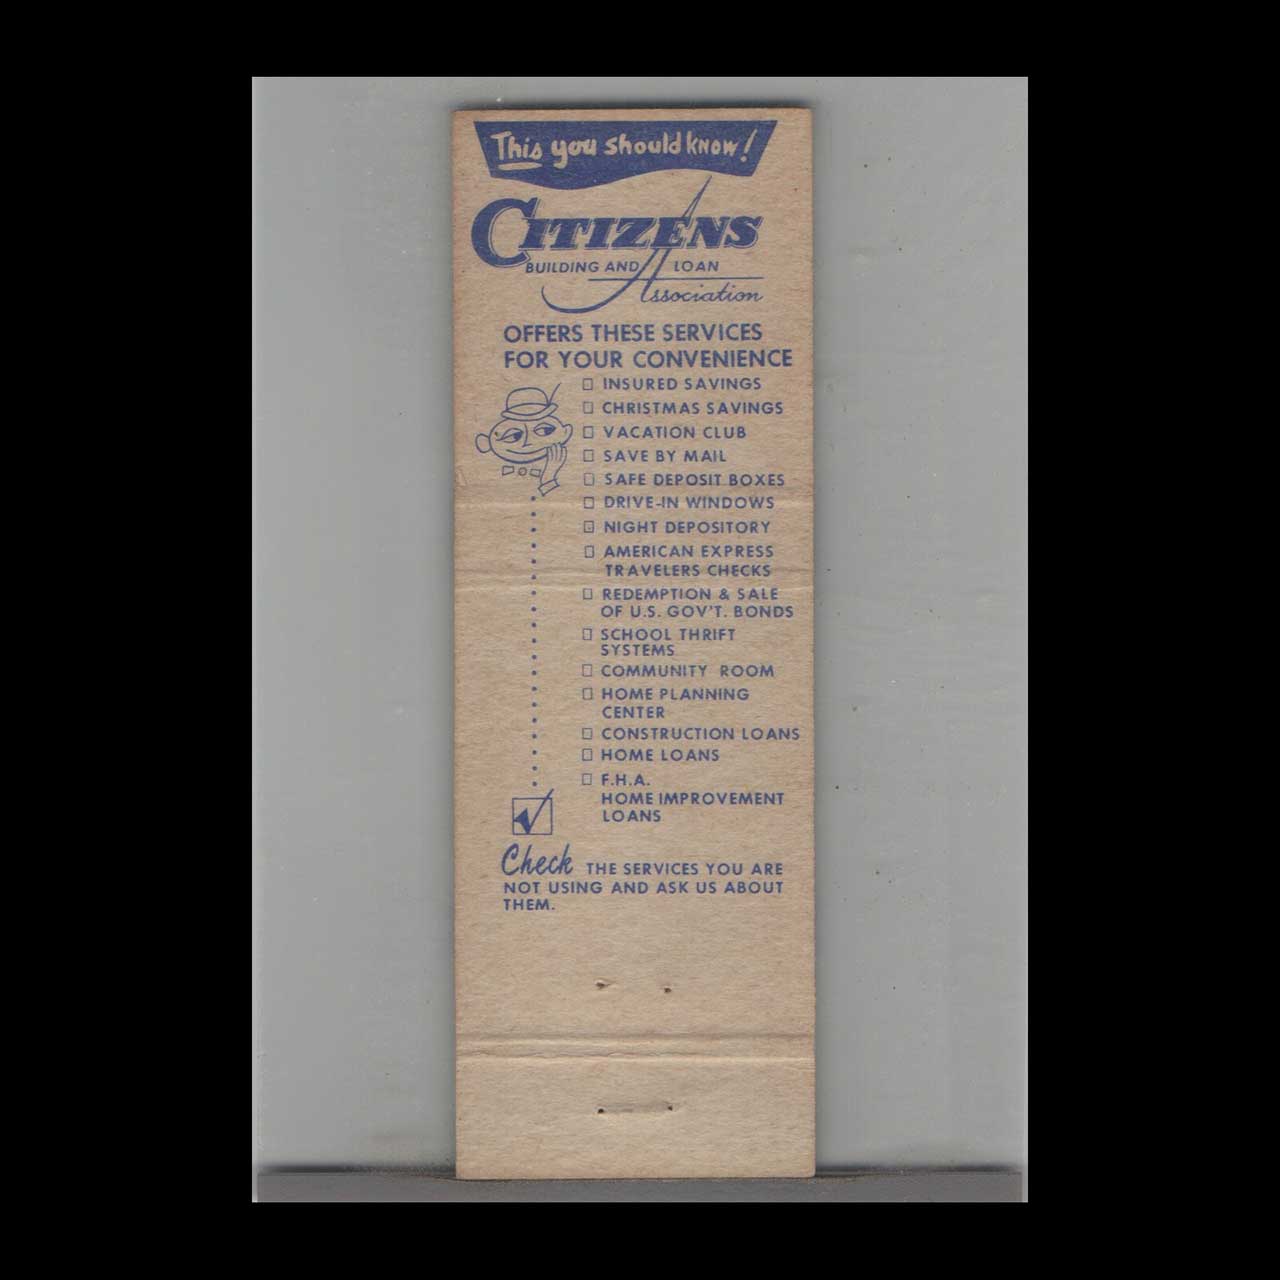 This you should know!
CITIZENS
BUILDING AND LOAN
Association
OFFERS THESE SERVICES
FOR YOUR CONVENIENCE
☐ INSURED SAVINGS
☐ CHRISTMAS SAVINGS
☐ VACATION CLUB
☐ SAVE BY MAIL
☐ SAFE DEPOSIT BOXES
☐ DRIVE-IN WINDOWS
☐ NIGHT DEPOSITORY
☐ AMERICAN EXPRESS
TRAVELERS CHECKS
☐ REDEMPTION & SALE
OF U.S. GOV'T. BONDS
☐ SCHOOL THRIFT
SYSTEMS
☐ COMMUNITY ROOM
☐ HOME PLANNING
CENTER
☐ CONSTRUCTION LOANS
☐ HOME LOANS
☐ F.H.A.
HOME IMPROVEMENT
LOANS
Check THE SERVICES YOU ARE
NOT USING AND ASK US ABOUT
THEM.